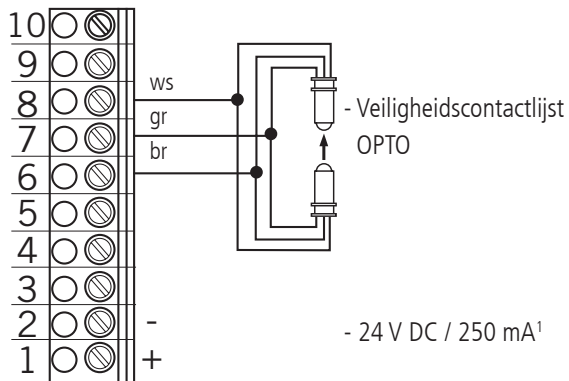 10
9
8 ws
7 gr
6 br
5
4
3
2 -
1 +
- Veiligheidscontactlijst
OPTO
- 24 V DC / 250 mA¹